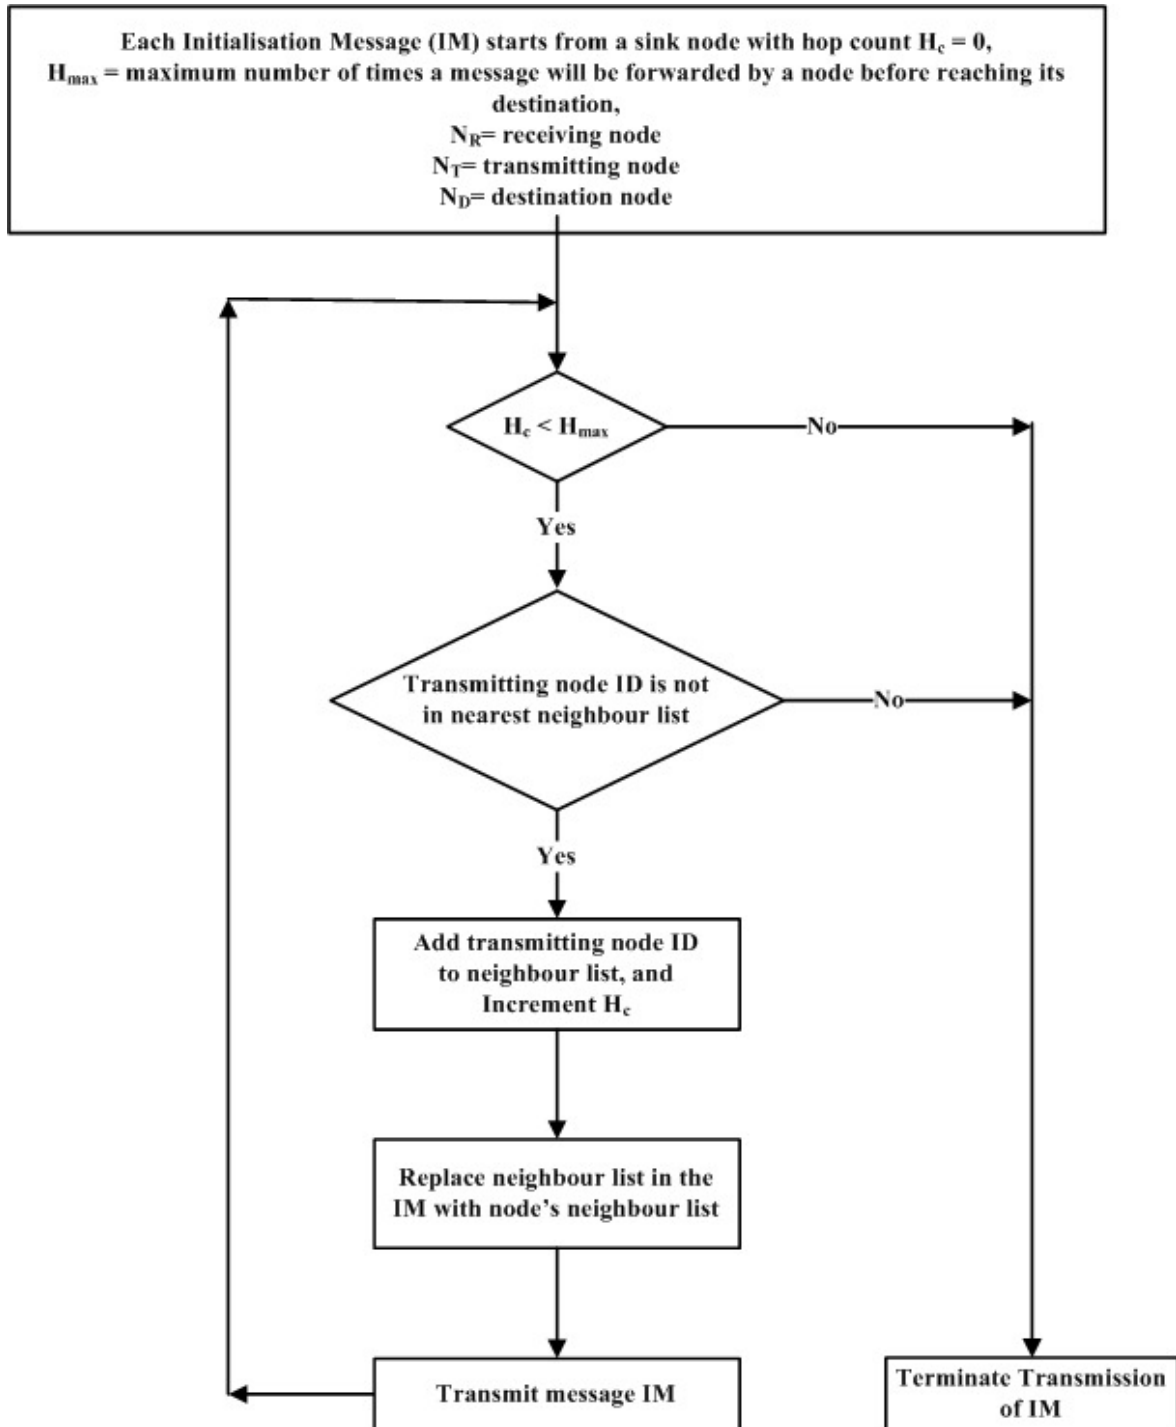 Each Initialisation Message (IM) starts from a sink node with hop count Hc = 0,
Hmax = maximum number of times a message will be forwarded by a node before reaching its
destination,
NR= receiving node
NT= transmitting node
ND= destination node
Hc < Hmax
No
Yes
Transmitting node ID is not
in nearest neighbour list
No
Yes
Add transmitting node ID
to neighbour list, and
Increment Hc
Replace neighbour list in the
IM with node's neighbour list
Transmit message IM
Terminate Transmission
of IM